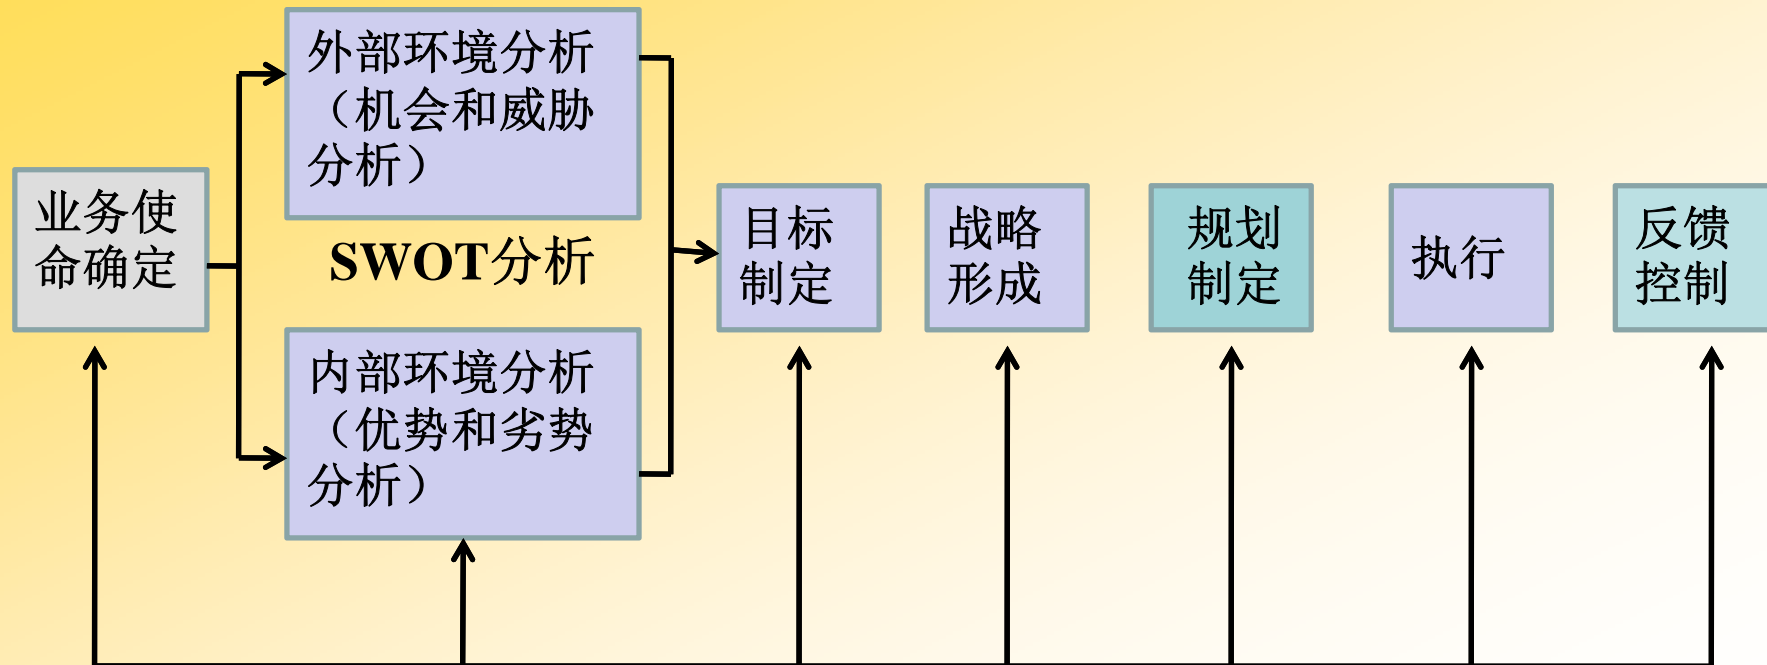 业务使
命确定
外部环境分析
（机会和威胁
分析）
SWOT分析
内部环境分析
（优势和劣势
分析）
目标
制定
战略
形成
规划
制定
执行
反馈
控制